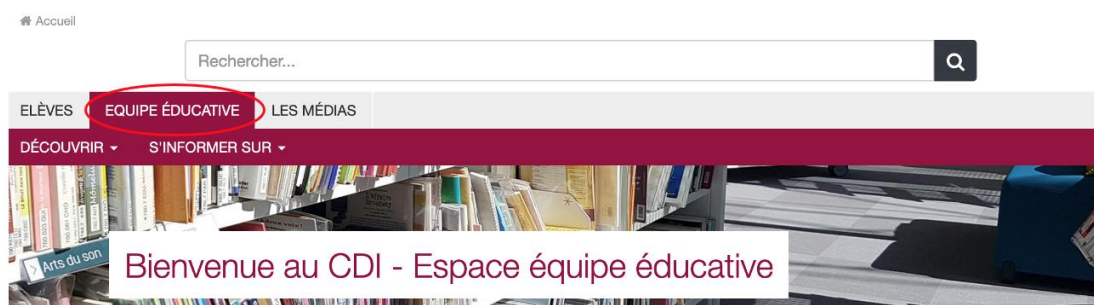 Accueil
Rechercher...
ELÈVES EQUIPE ÉDUCATIVE LES MÉDIAS
DÉCOUVRIR S'INFORMER SUR
Arts du son
Bienvenue au CDI - Espace équipe éducative